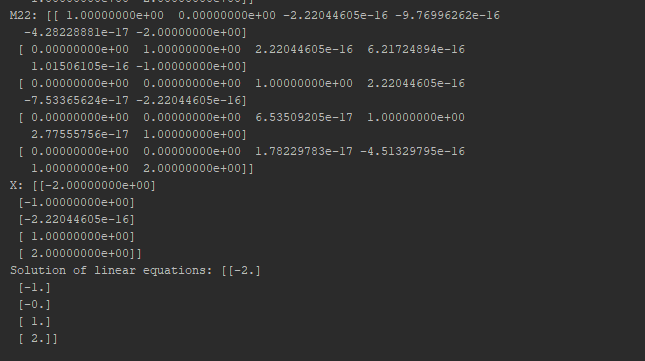 M22: [[ 1.00000000e+00 0.00000000e+00 -2.22044605e-16 -9.76996262e-16
-4.28228881e-17 -2.00000000e+00]
[ 0.00000000e+00 1.00000000e+00 2.22044605e-16 6.21724894e-16
1.01506105e-16 -1.00000000e+00]
[ 0.00000000e+00 0.00000000e+00 1.00000000e+00 2.22044605e-16
-7.53365624e-17 -2.22044605e-16]
[ 0.00000000e+00 0.00000000e+00 6.53509205e-17 1.00000000e+00
2.77555756e-17 1.00000000e+00]
[ 0.00000000e+00 0.00000000e+00 1.78229783e-17 -4.51329795e-16
1.00000000e+00 2.00000000e+00]]
X: [[-2.00000000e+00]
[-1.00000000e+00]
[-2.22044605e-16]
[ 1.00000000e+00]
[ 2.00000000e+00]]
Solution of linear equations: [[-2.]
[-1.]
[-0.]
[ 1.]
[ 2.]]